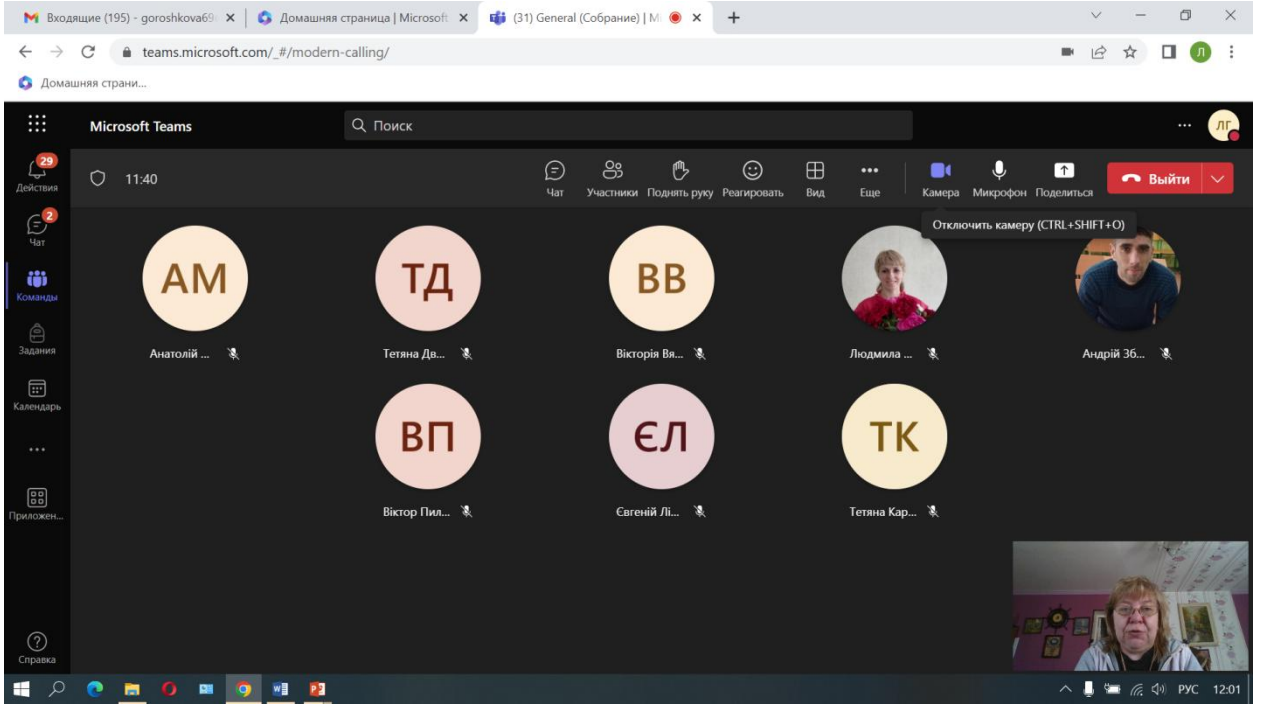 Входящие (195) - goroshkova69
Домашняя страница | Microsoft
(31) General (Собрание) | M
teams.microsoft.com/_#/modern-calling/
Л
Домашняя страни...
Microsoft Teams
Поиск
ЛГ
29
Действия
2
Чат
Команды
Задания
Календарь
Приложен...
Справка
11:40
Чат
Участники
Поднять руку
Реагировать
Вид
Еще
Камера
Микрофон
Поделиться
Выйти
Отключить камеру (CTRL+SHIFT+O)
АМ
ТД
ВВ
Анатолій ...
Тетяна Дв...
Вікторія Вя...
Людмила ...
Андрій Зб...
ВП
ЄЛ
ТК
Віктор Пил...
Євгеній Лі...
Тетяна Кар...
РУС
12:01